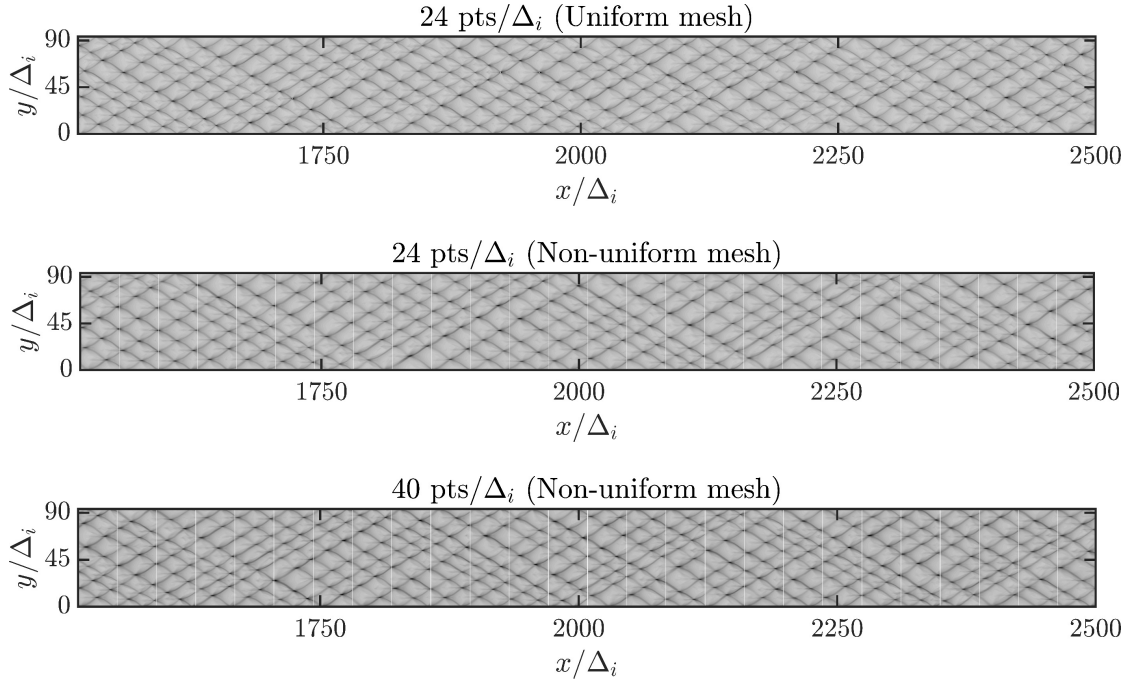 24 pts/Δᵢ (Uniform mesh)
90
45
0
y/Δᵢ
1750 2000 2250 2500
x/Δᵢ
24 pts/Δᵢ (Non-uniform mesh)
90
45
0
y/Δᵢ
1750 2000 2250 2500
x/Δᵢ
40 pts/Δᵢ (Non-uniform mesh)
90
45
0
y/Δᵢ
1750 2000 2250 2500
x/Δᵢ